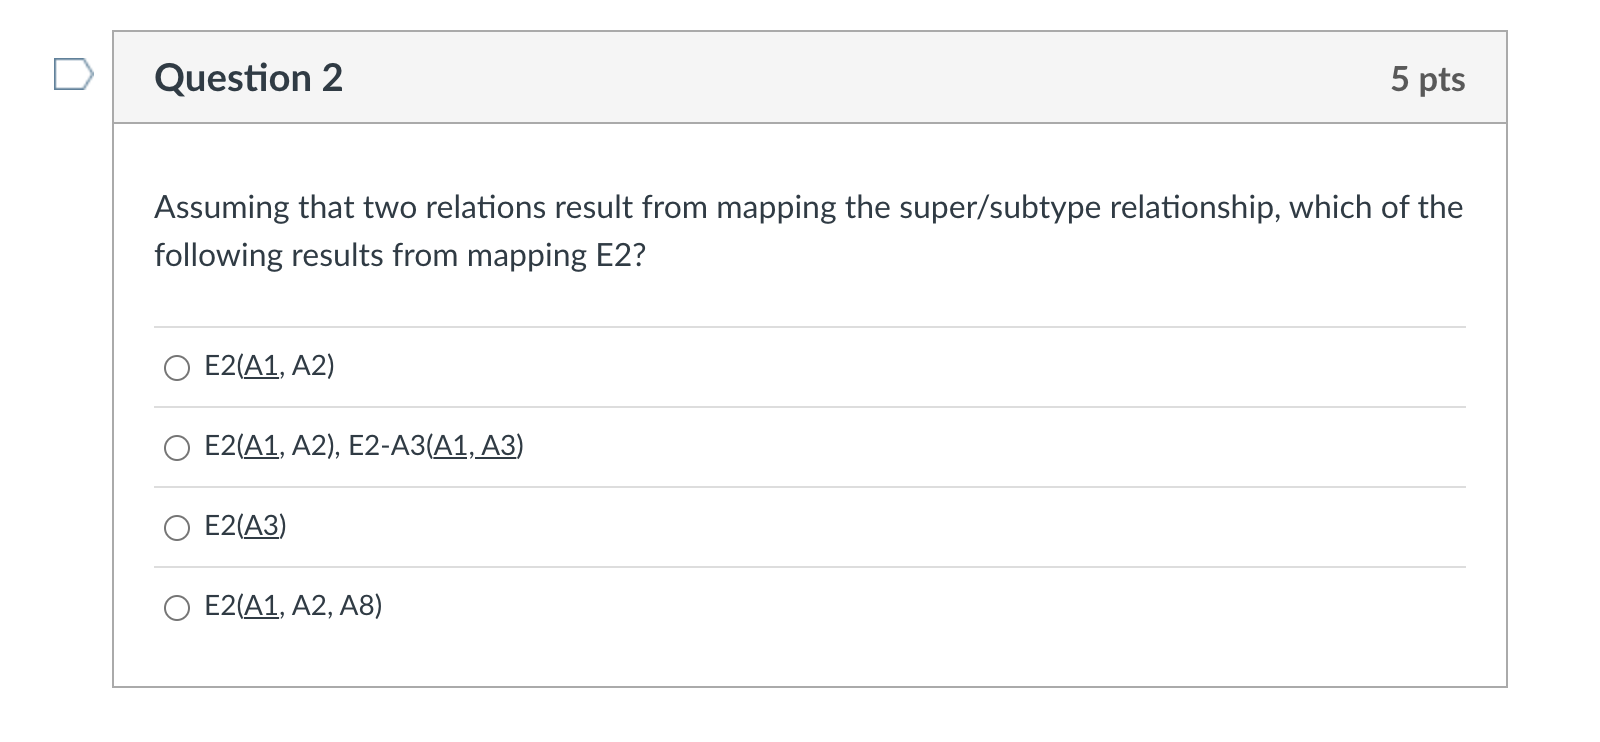 Question 2
5 pts
Assuming that two relations result from mapping the super/subtype relationship, which of the
following results from mapping E2?
E2(A1, A2)
E2(A1, A2), E2-A3(A1, A3)
E2(A3)
E2(A1, A2, A8)